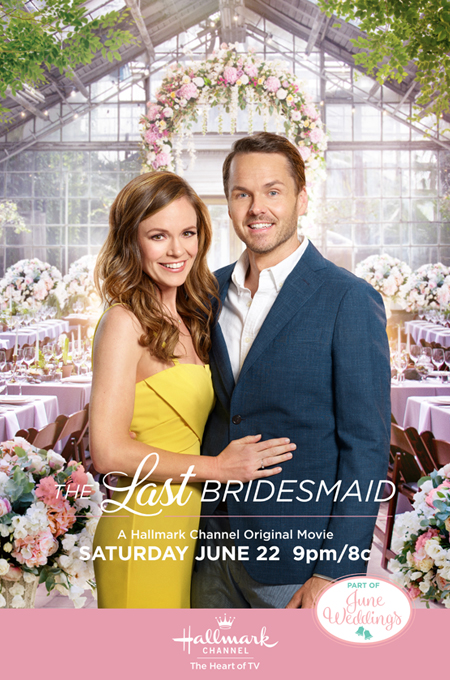 THE Last BRIDESMAID
A Hallmark Channel Original Movie
SATURDAY JUNE 22 9pm/8c
PART OF
June
Weddings
Hallmark
CHANNEL
The Heart of TV